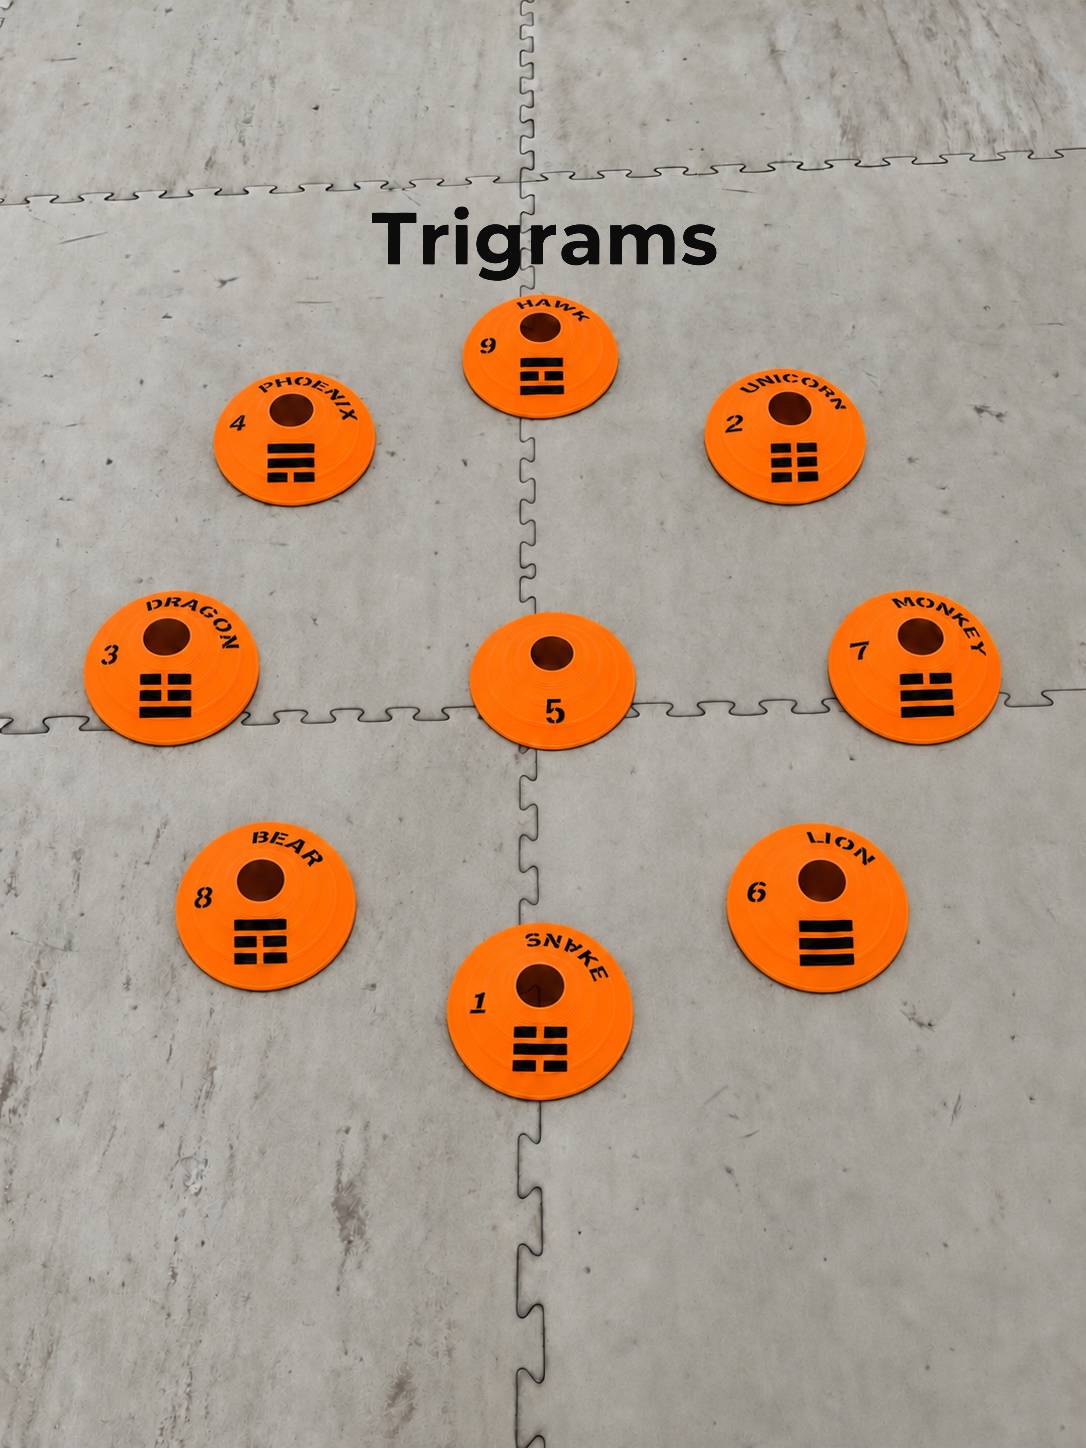 Trigrams
HAWK
9
PHOENIX
4
UNICORN
2
DRAGON
3
5
MONKEY
7
BEAR
8
LION
6
SNAKE
1